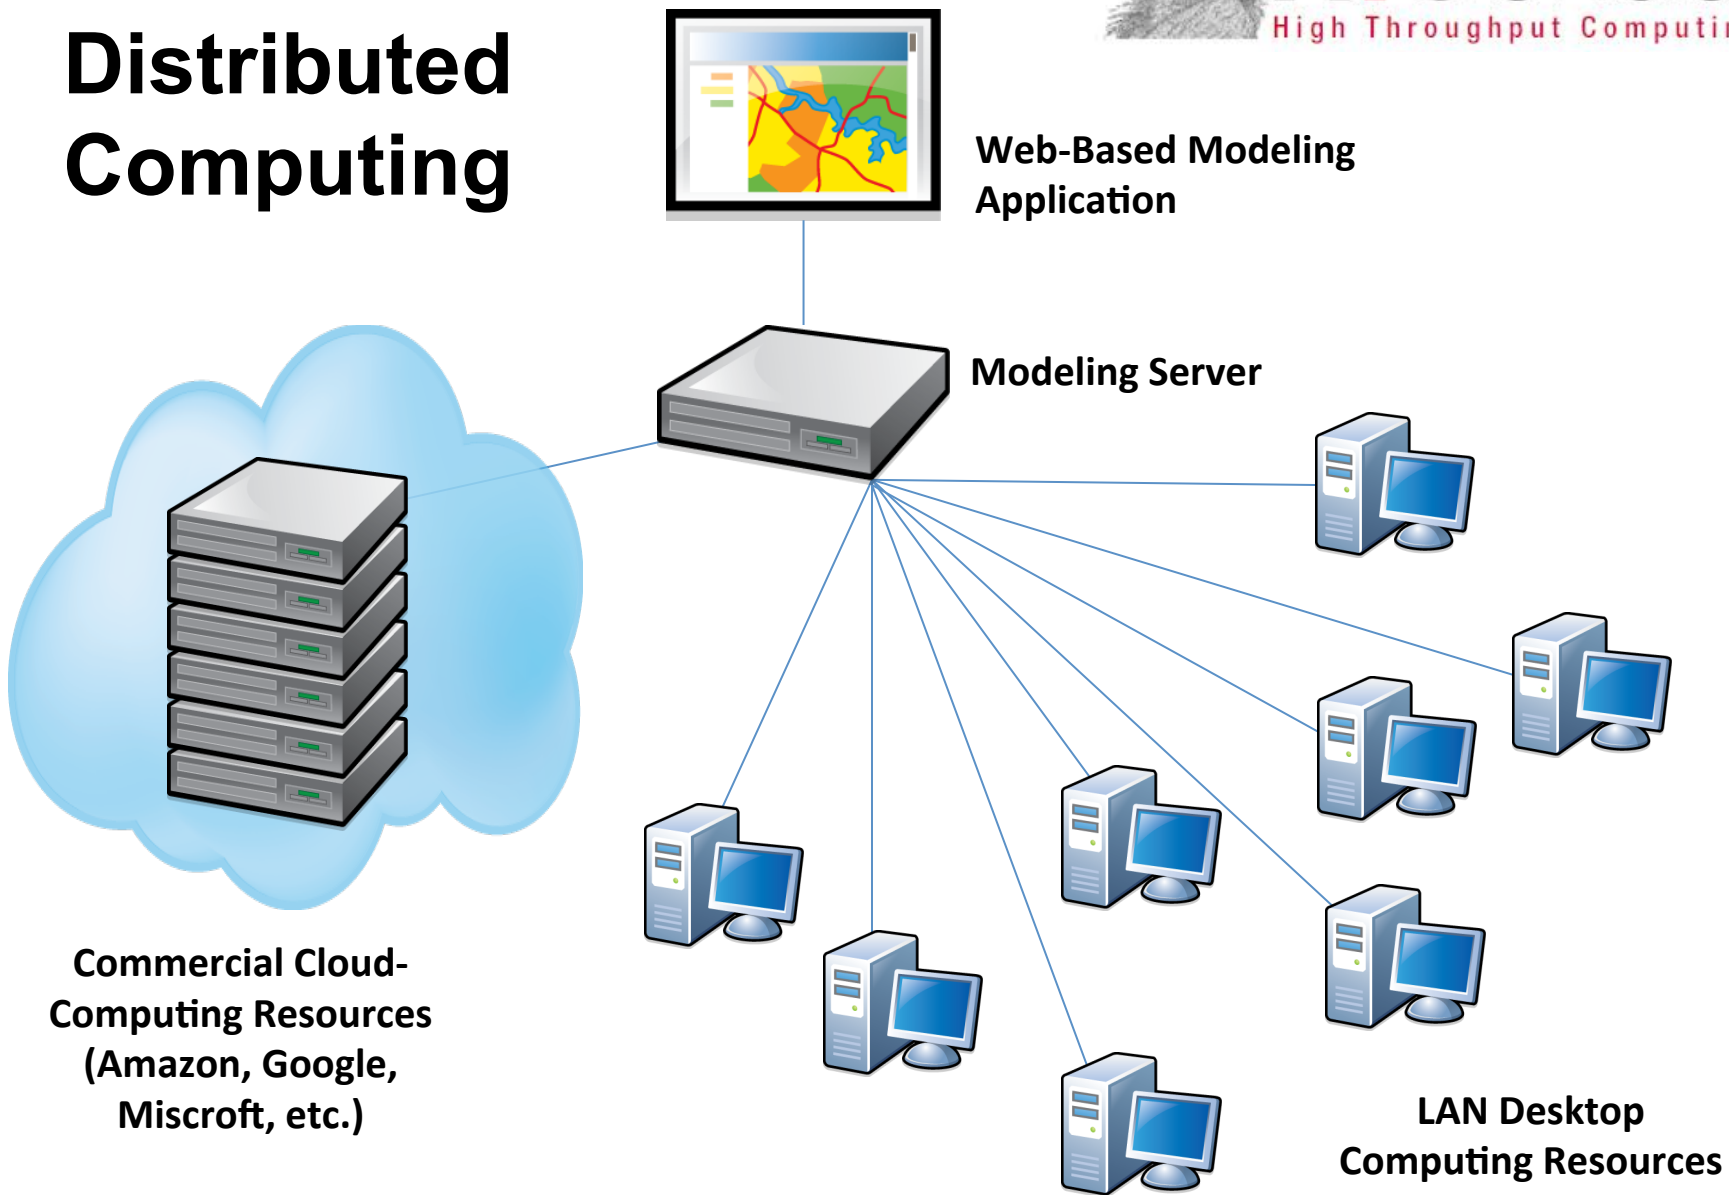 Distributed
Computing
High Throughput
Web-Based Modeling
Application
Modeling Server
Commercial Cloud-
Computing Resources
(Amazon, Google,
Miscroft, etc.)
LAN Desktop
Computing Resources